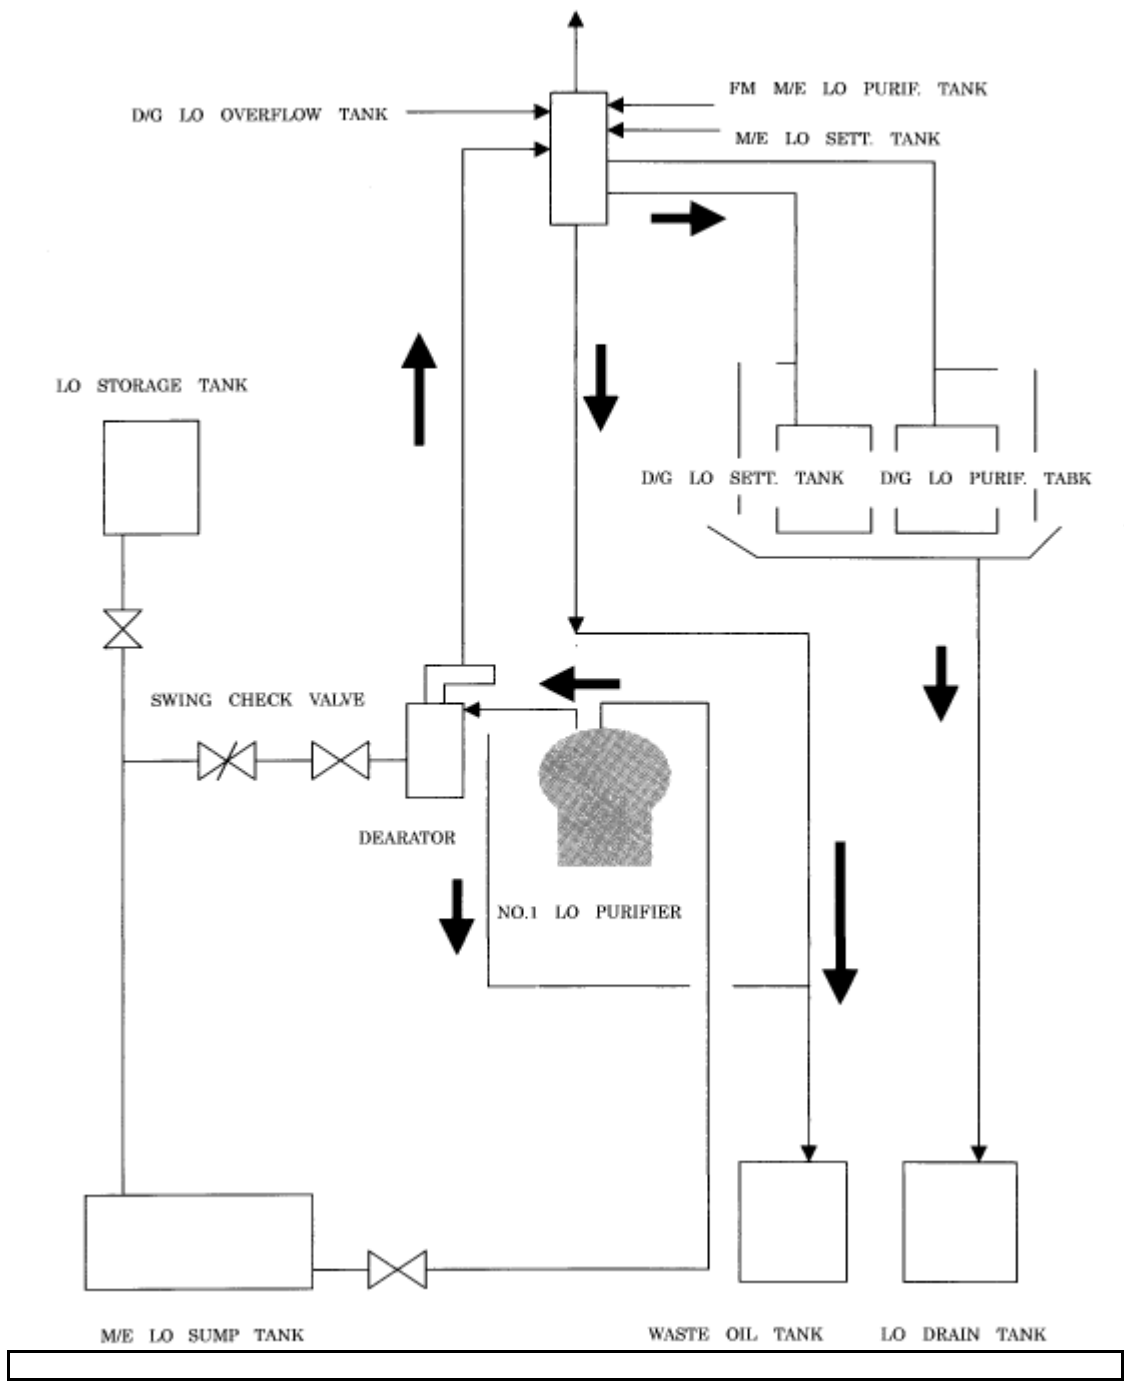 FM M/E LO PURIF. TANK
D/G LO OVERFLOW TANK
M/E LO SETT. TANK
LO STORAGE TANK
D/G LO SETT. TANK
D/G LO PURIF. TABK
SWING CHECK VALVE
DEARATOR
NO.1 LO PURIFIER
M/E LO SUMP TANK
WASTE OIL TANK
LO DRAIN TANK